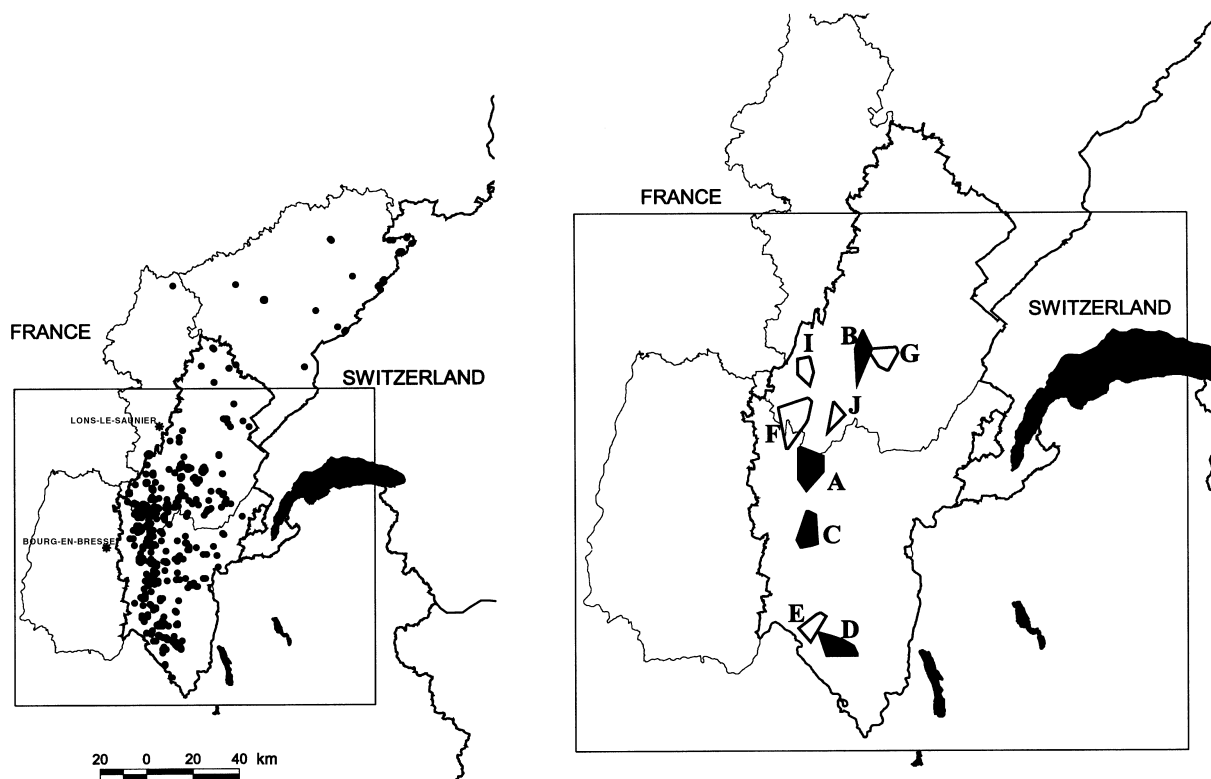 FRANCE
SWITZERLAND
LONS-LE-SAUNIER
BOURG-EN-BRESSE
20 0 20 40 km
FRANCE
SWITZERLAND
B
I
G
J
F
A
C
E
D